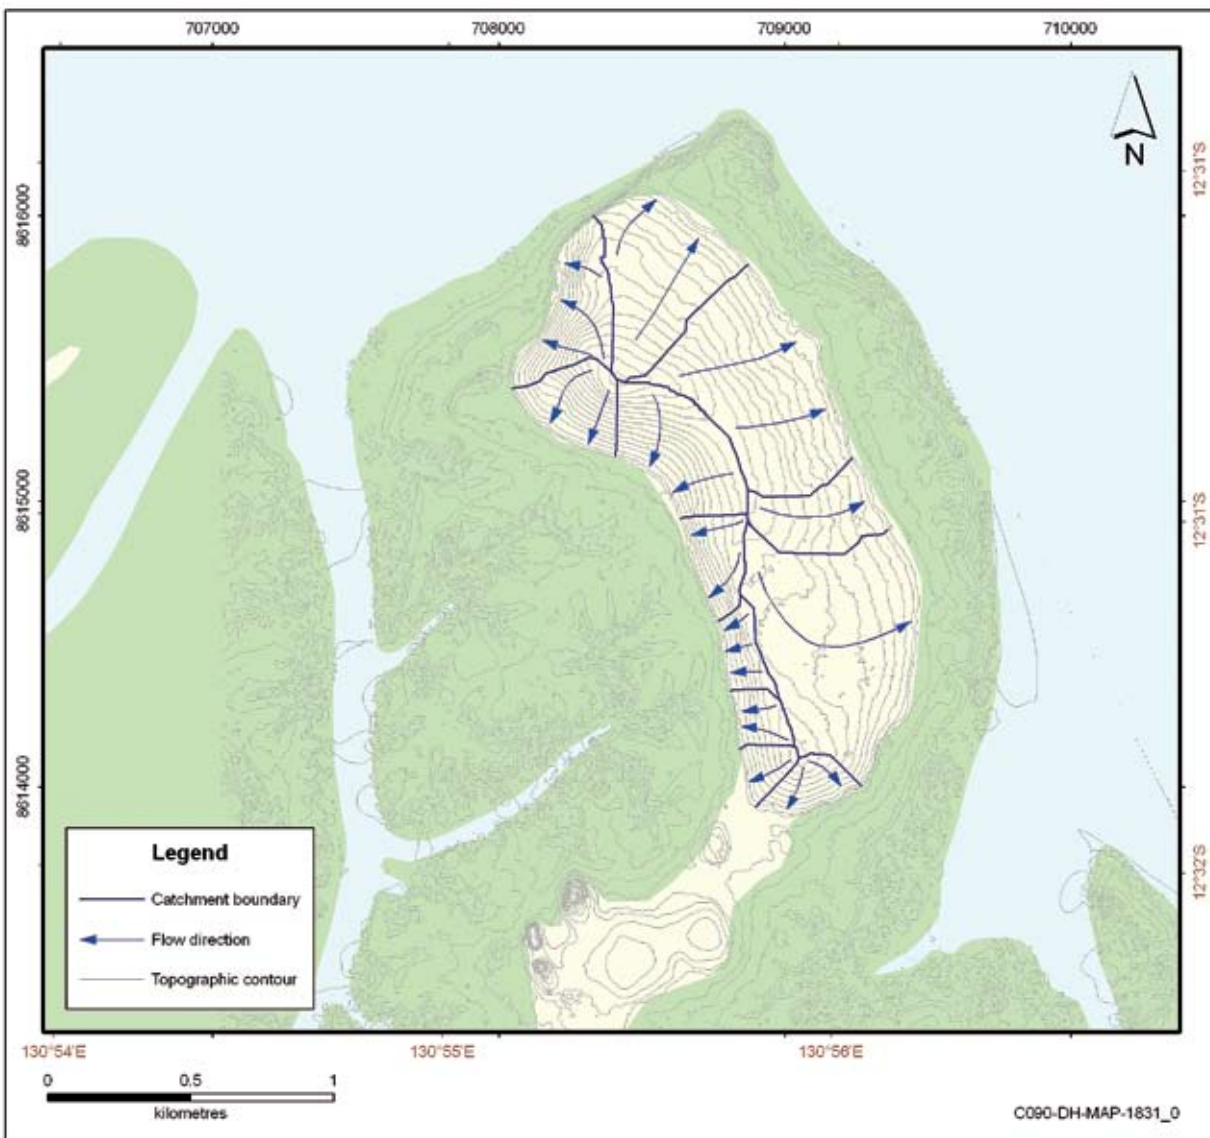 707000 708000 709000 710000
N
12°31'S
8616000
8615000
12°31'S
8614000
12°32'S
Legend
Catchment boundary
Flow direction
Topographic contour
130°54'E 130°55'E 130°56'E
0 0.5 1
kilometres
C090-DH-MAP-1831_0